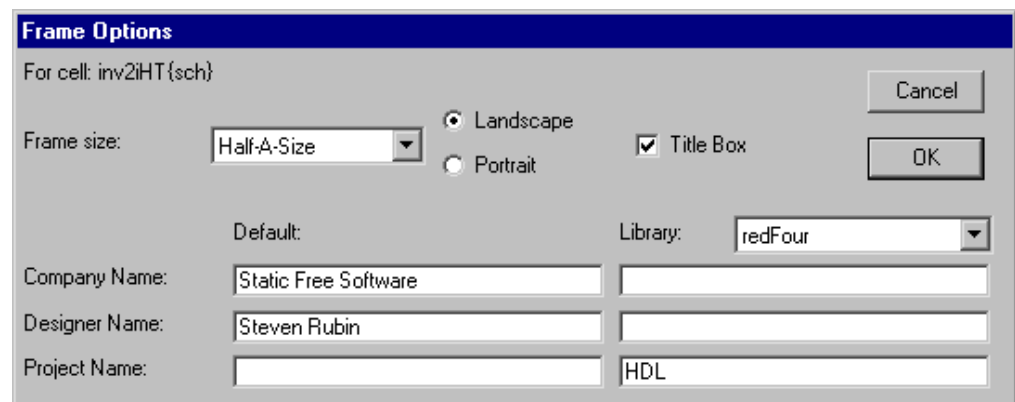 Frame Options
For cell: inv2iHT{sch}
Cancel
Frame size: Half-A-Size Landscape
Portrait
Title Box
OK
Default: Library: redFour
Company Name: Static Free Software
Designer Name: Steven Rubin
Project Name: HDL